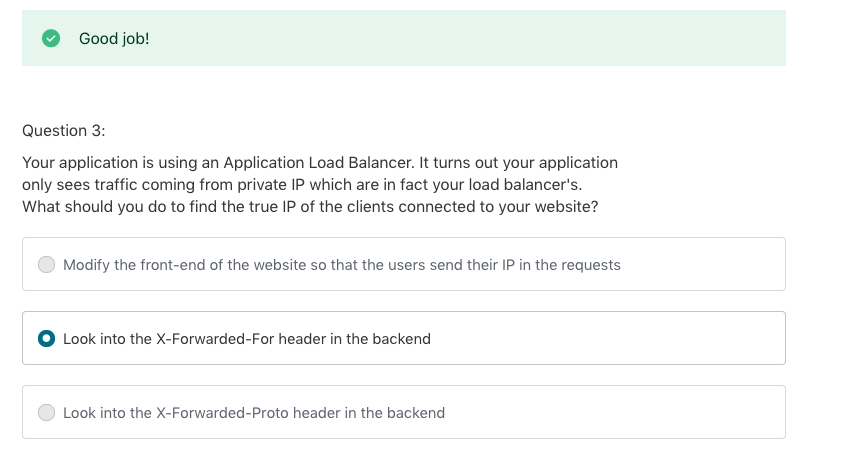 Good job!
Question 3:
Your application is using an Application Load Balancer. It turns out your application
only sees traffic coming from private IP which are in fact your load balancer's.
What should you do to find the true IP of the clients connected to your website?
Modify the front-end of the website so that the users send their IP in the requests
Look into the X-Forwarded-For header in the backend
Look into the X-Forwarded-Proto header in the backend